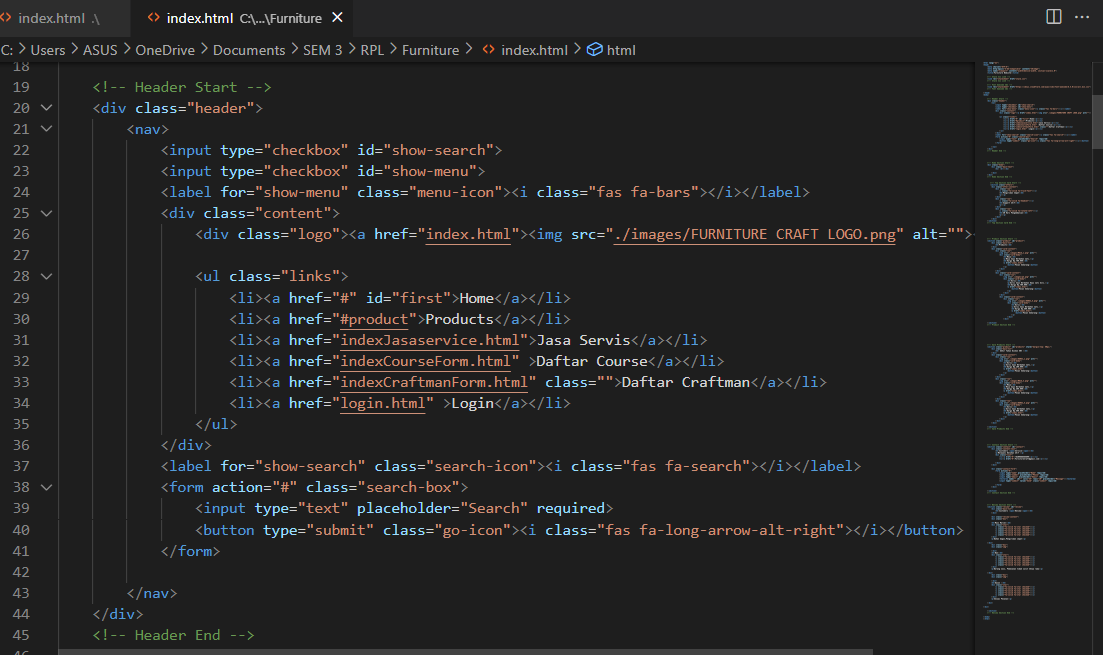 index.html .\ index.html C:\...\Furniture
C: > Users > ASUS > OneDrive > Documents > SEM 3 > RPL > Furniture > index.html > html
18
19 <!-- Header Start -->
20 <div class="header">
21 <nav>
22 <input type="checkbox" id="show-search">
23 <input type="checkbox" id="show-menu">
24 <label for="show-menu" class="menu-icon"><i class="fas fa-bars"></i></label>
25 <div class="content">
26 <div class="logo"><a href="index.html"><img src="./images/FURNITURE CRAFT LOGO.png" alt="">
27
28 <ul class="links">
29 <li><a href="#" id="first">Home</a></li>
30 <li><a href="#product">Products</a></li>
31 <li><a href="indexJasaservice.html">Jasa Servis</a></li>
32 <li><a href="indexCourseForm.html" >Daftar Course</a></li>
33 <li><a href="indexCraftmanForm.html" class="">Daftar Craftman</a></li>
34 <li><a href="login.html" >Login</a></li>
35 </ul>
36 </div>
37 <label for="show-search" class="search-icon"><i class="fas fa-search"></i></label>
38 <form action="#" class="search-box">
39 <input type="text" placeholder="Search" required>
40 <button type="submit" class="go-icon"><i class="fas fa-long-arrow-alt-right"></i></button>
41 </form>
42
43 </nav>
44 </div>
45 <!-- Header End -->
46